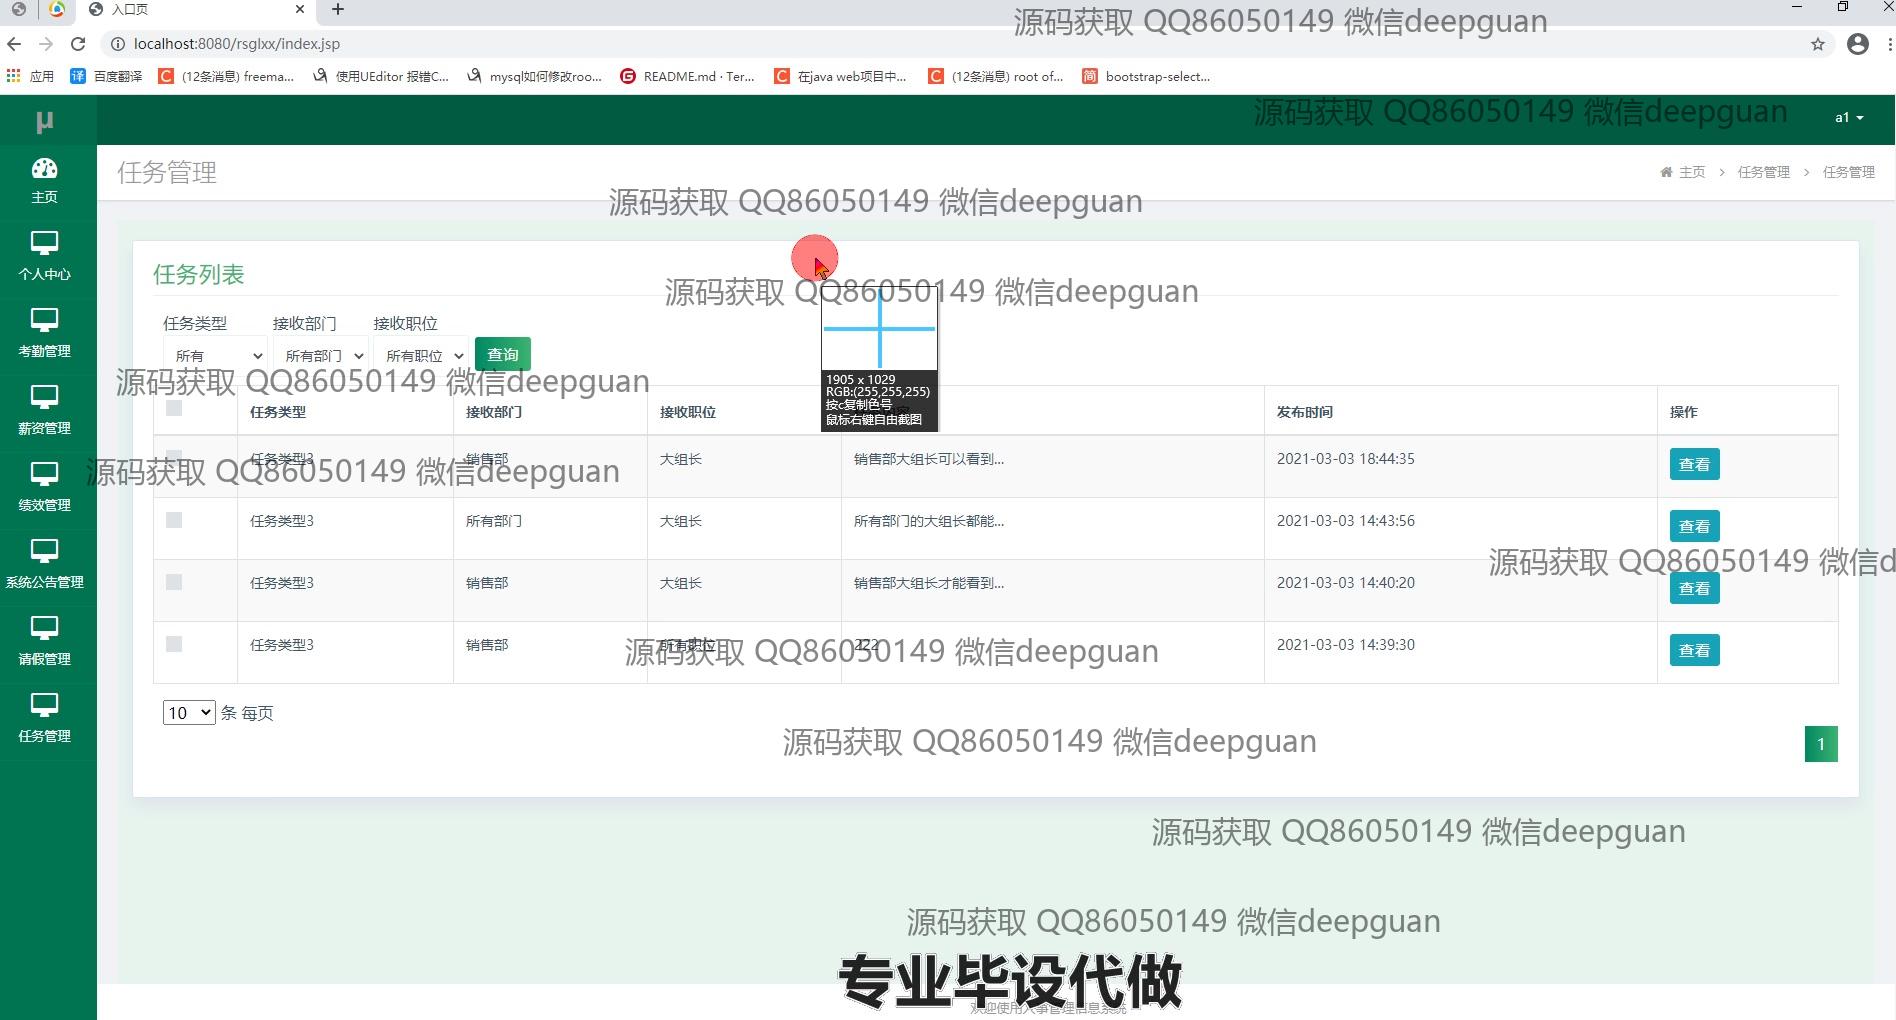 入口页
源码获取 QQ86050149 微信deepguan
localhost:8080/rsglxx/index.jsp
应用 百度翻译 (12条消息) freema... 使用UEditor 报错C... mysql如何修改roo... README.md · Ter... 在java web项目中... (12条消息) root of... bootstrap-select...
μ
源码获取 QQ86050149 微信deepguan
a1
主页
任务管理
主页 > 任务管理 > 任务管理
源码获取 QQ86050149 微信deepguan
个人中心
任务列表
源码获取 QQ86050149 微信deepguan
任务类型 接收部门 接收职位
考勤管理
所有 所有部门 所有职位 查询
源码获取 QQ86050149 微信deepguan
1905 x 1029
RGB:(255,255,255)
按c复制色号
鼠标右键自由截图
任务类型 接收部门 接收职位 发布时间 操作
薪资管理
任务类型3 销售部 大组长 销售部大组长可以看到... 2021-03-03 18:44:35 查看
源码获取 QQ86050149 微信deepguan
绩效管理
任务类型3 所有部门 大组长 所有部门的大组长都能... 2021-03-03 14:43:56 查看
源码获取 QQ86050149 微信d
系统公告管理
任务类型3 销售部 大组长 销售部大组长才能看到... 2021-03-03 14:40:20 查看
任务类型3 销售部 所有职位 222 2021-03-03 14:39:30 查看
源码获取 QQ86050149 微信deepguan
请假管理
10 条 每页
任务管理
源码获取 QQ86050149 微信deepguan
1
源码获取 QQ86050149 微信deepguan
源码获取 QQ86050149 微信deepguan
专业毕设代做
欢迎使用人事管理信息系统